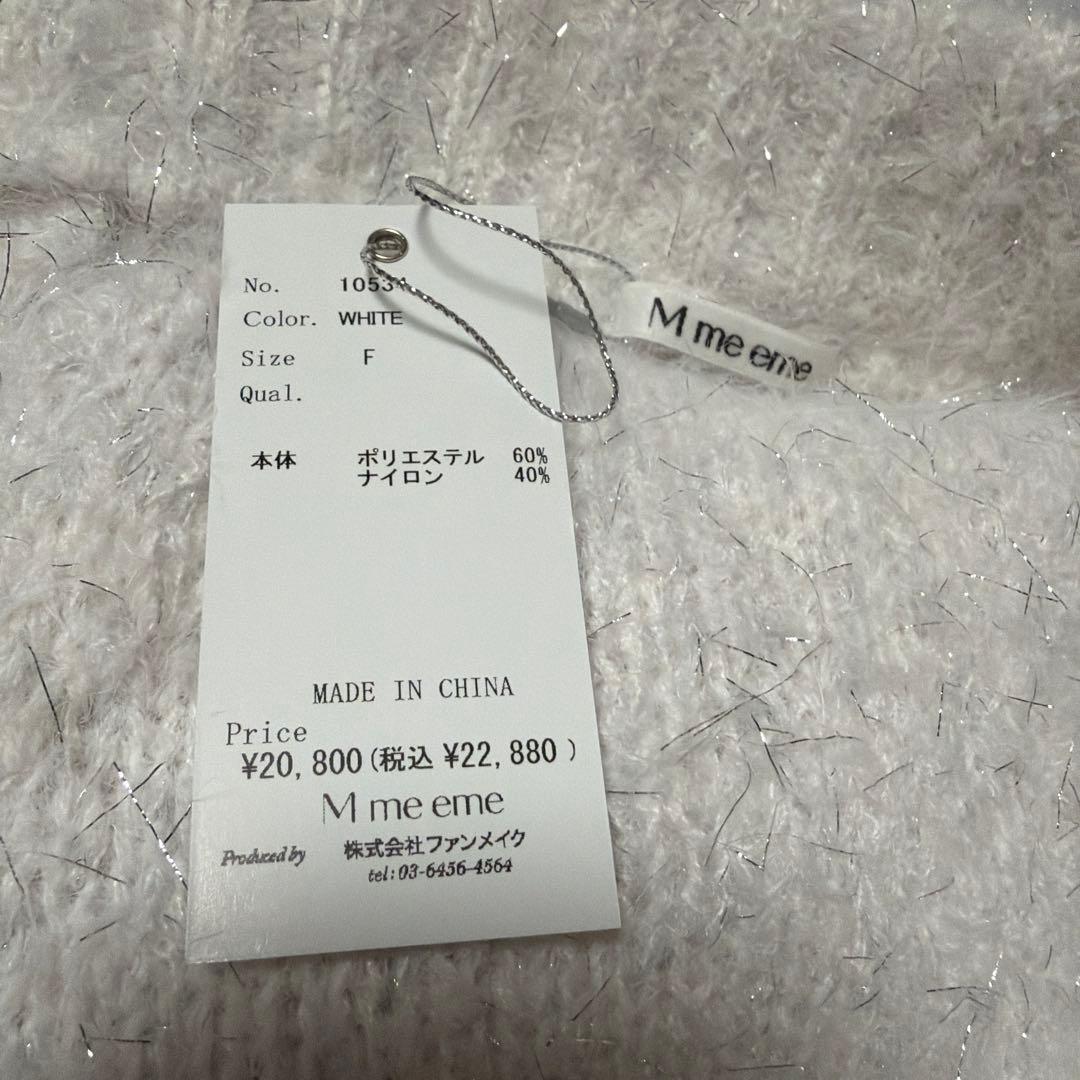 No. 10534
Color. WHITE
Size F
Qual.
本体 ポリエステル 60%
ナイロン 40%
MADE IN CHINA
Price
¥20,800(税込 ¥22,880 )
M me eme
Produced by 株式会社ファンメイク
tel:03-6456-4564
M me eme